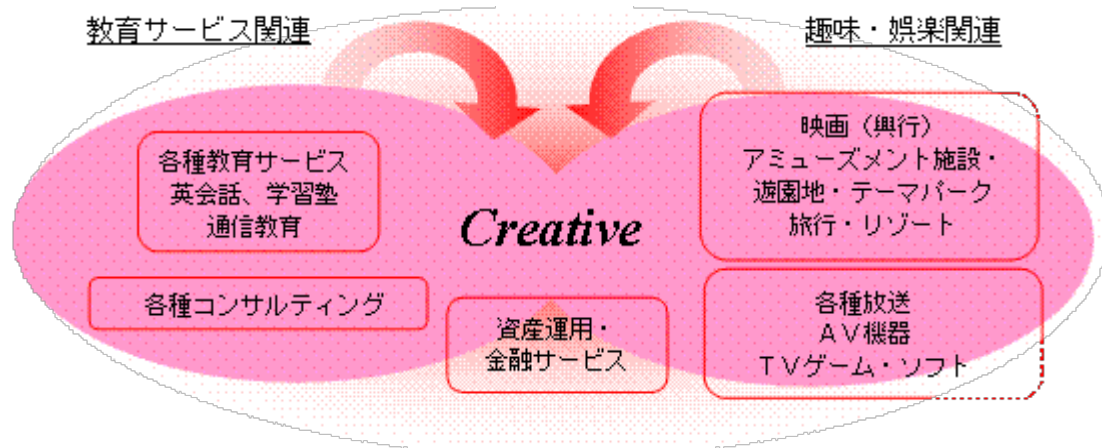 教育サービス関連
趣味・娯楽関連
各種教育サービス
英会話、学習塾
通信教育
映画（興行）
アミューズメント施設・
遊園地・テーマパーク
旅行・リゾート
Creative
各種コンサルティング
資産運用・
金融サービス
各種放送
ＡＶ機器
ＴＶゲーム・ソフト